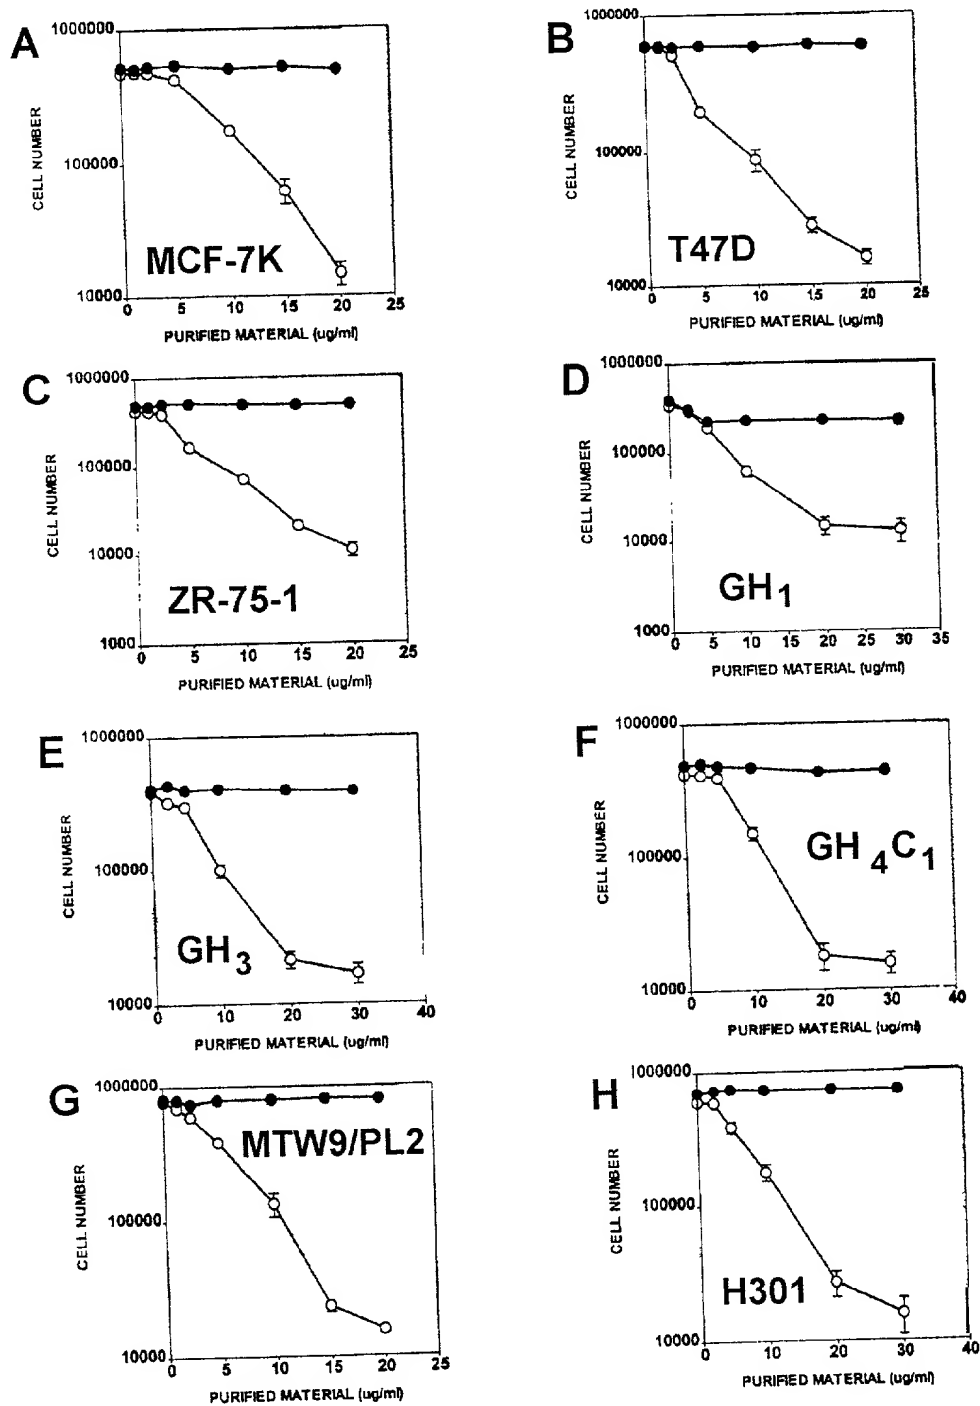 A
1000000
100000
10000
CELL NUMBER
MCF-7K
0 5 10 15 20 25
PURIFIED MATERIAL (ug/ml)
B
1000000
100000
10000
CELL NUMBER
T47D
0 5 10 15 20 25
PURIFIED MATERIAL (ug/ml)
C
1000000
100000
10000
1000
CELL NUMBER
ZR-75-1
0 5 10 15 20 25
PURIFIED MATERIAL (ug/ml)
D
1000000
100000
10000
1000
CELL NUMBER
GH1
0 5 10 15 20 25 30 35
PURIFIED MATERIAL (ug/ml)
E
1000000
100000
10000
CELL NUMBER
GH3
0 10 20 30 40
PURIFIED MATERIAL (ug/ml)
F
1000000
100000
10000
CELL NUMBER
GH4C1
0 10 20 30 40
PURIFIED MATERIAL (ug/ml)
G
1000000
100000
10000
CELL NUMBER
MTW9/PL2
0 5 10 15 20 25
PURIFIED MATERIAL (ug/ml)
H
1000000
100000
10000
CELL NUMBER
H301
0 10 20 30 40
PURIFIED MATERIAL (ug/ml)